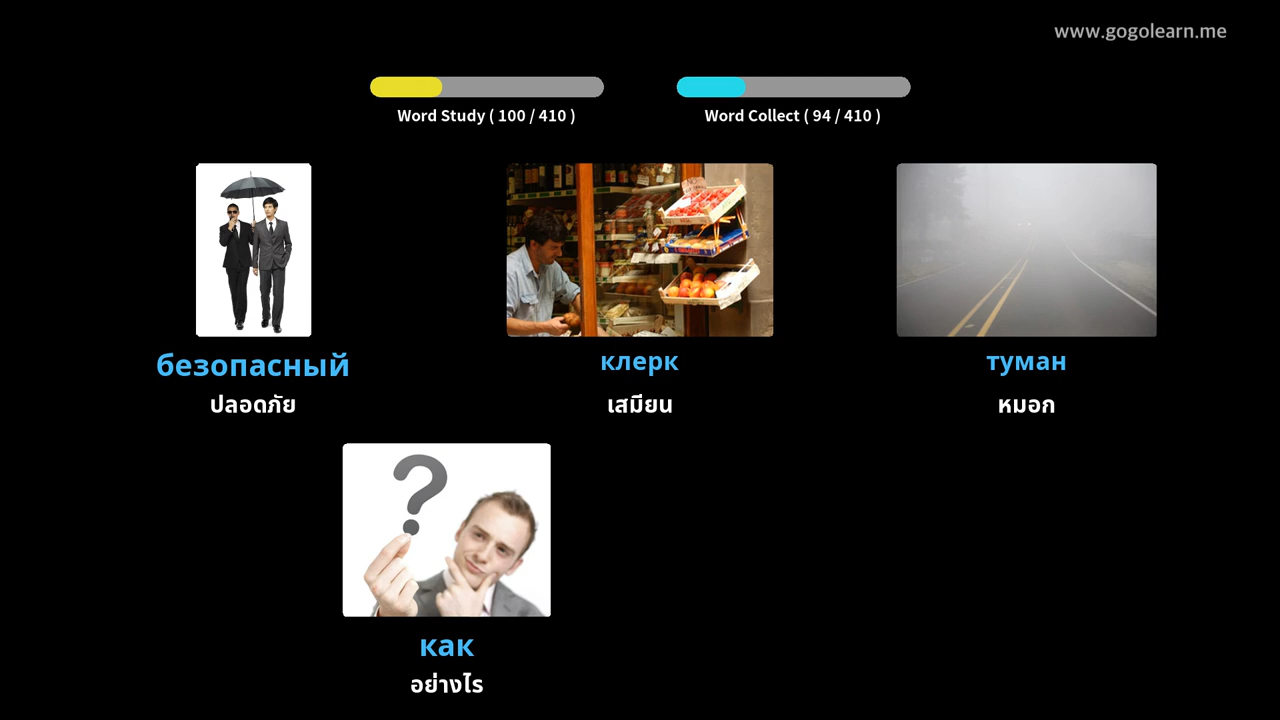 www.gogolearn.me
Word Study ( 100 / 410 )
Word Collect ( 94 / 410 )
безопасный
ปลอดภัย
клерк
เสมียน
туман
หมอก
как
อย่างไร